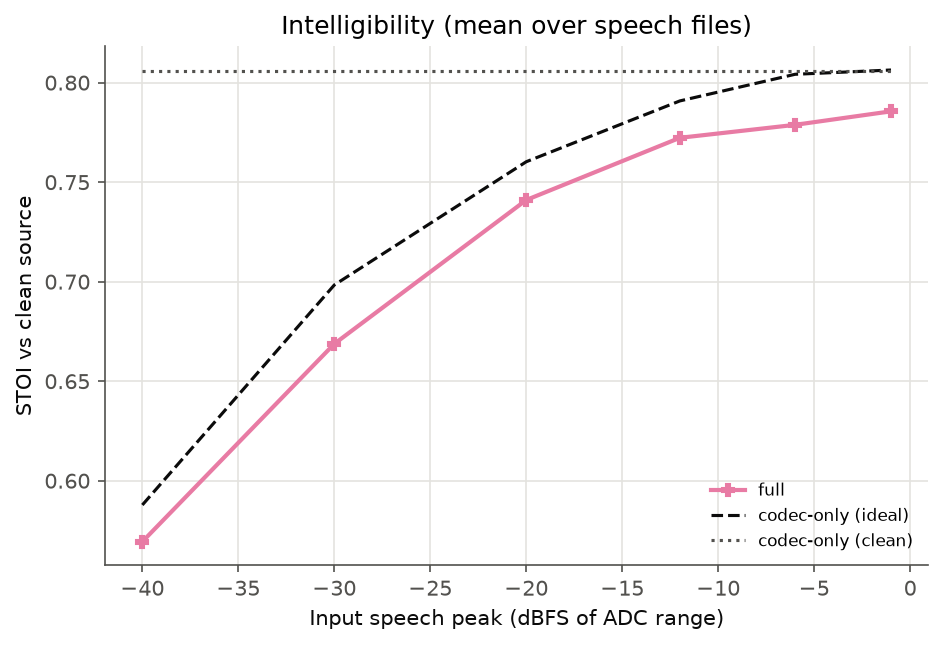 Intelligibility (mean over speech files)
STOI vs clean source
0.80
0.75
0.70
0.65
0.60
full
codec-only (ideal)
codec-only (clean)
−40 −35 −30 −25 −20 −15 −10 −5 0
Input speech peak (dBFS of ADC range)